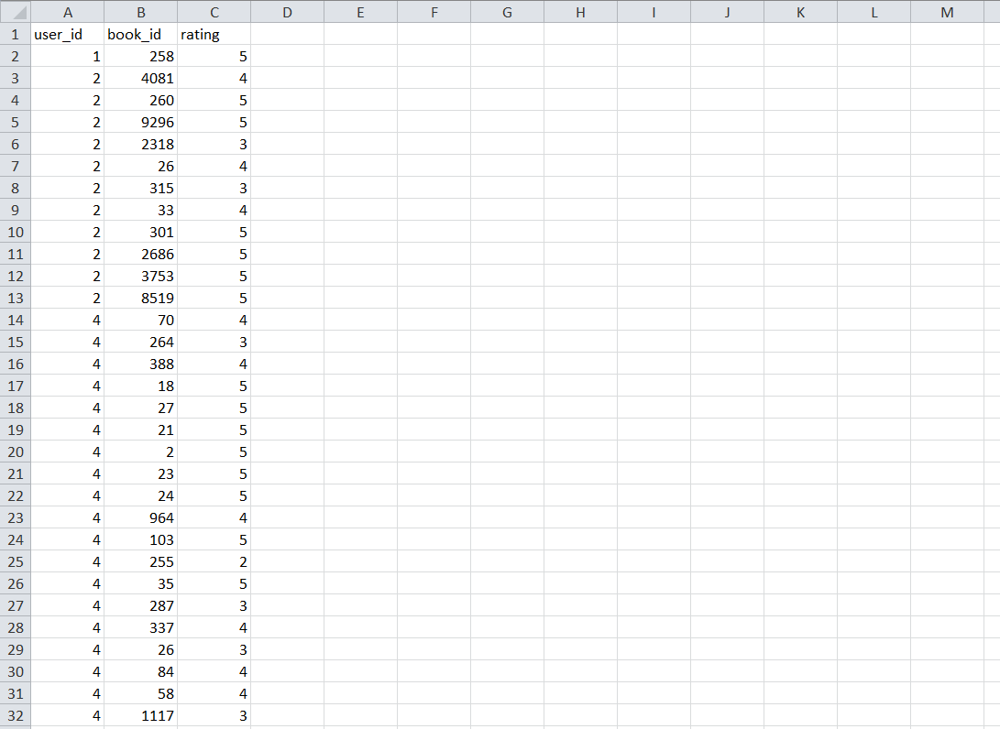 A B C D E F G H I J K L M
1 user_id book_id rating
2 1 258 5
3 2 4081 4
4 2 260 5
5 2 9296 5
6 2 2318 3
7 2 26 4
8 2 315 3
9 2 33 4
10 2 301 5
11 2 2686 5
12 2 3753 5
13 2 8519 5
14 4 70 4
15 4 264 3
16 4 388 4
17 4 18 5
18 4 27 5
19 4 21 5
20 4 2 5
21 4 23 5
22 4 24 5
23 4 964 4
24 4 103 5
25 4 255 2
26 4 35 5
27 4 287 3
28 4 337 4
29 4 26 3
30 4 84 4
31 4 58 4
32 4 1117 3